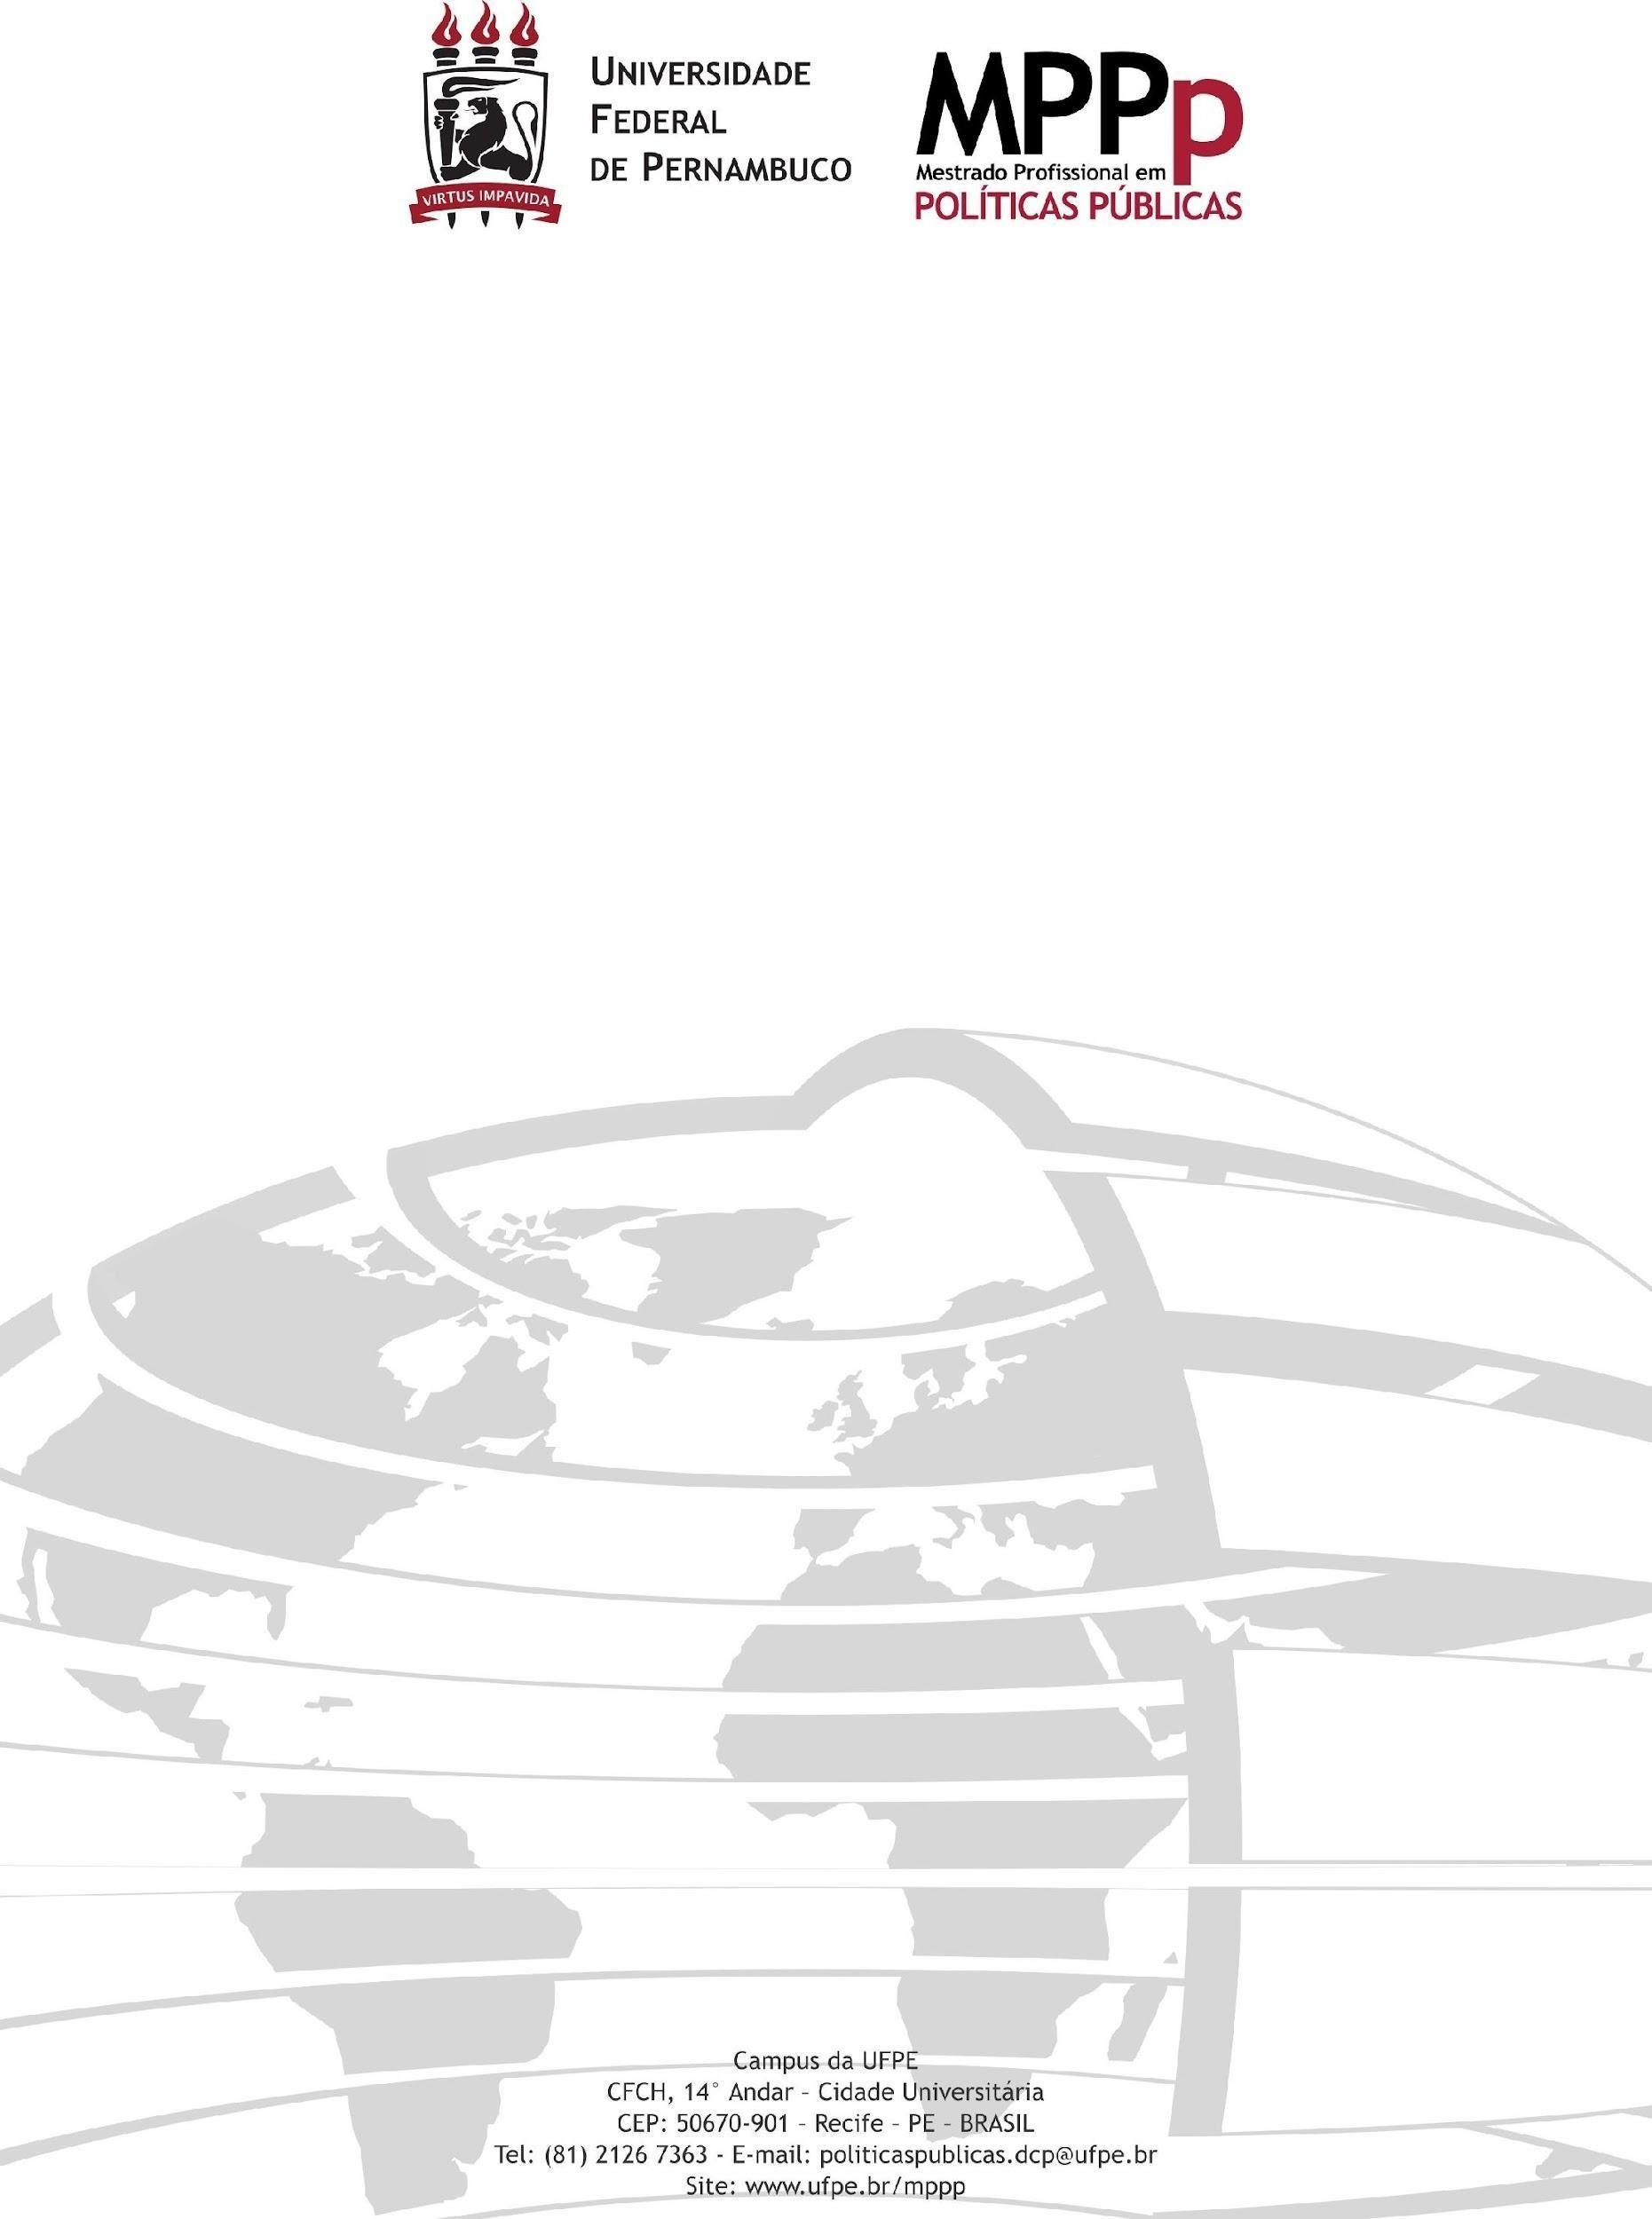 UNIVERSIDADE
FEDERAL
DE PERNAMBUCO
VIRTUS IMPAVIDA
MPPp
Mestrado Profissional em
POLÍTICAS PÚBLICAS
Campus da UFPE
CFCH, 14° Andar - Cidade Universitária
CEP: 50670-901 - Recife - PE - BRASIL
Tel: (81) 2126 7363 - E-mail: politicaspublicas.dcp@ufpe.br
Site: www.ufpe.br/mppp